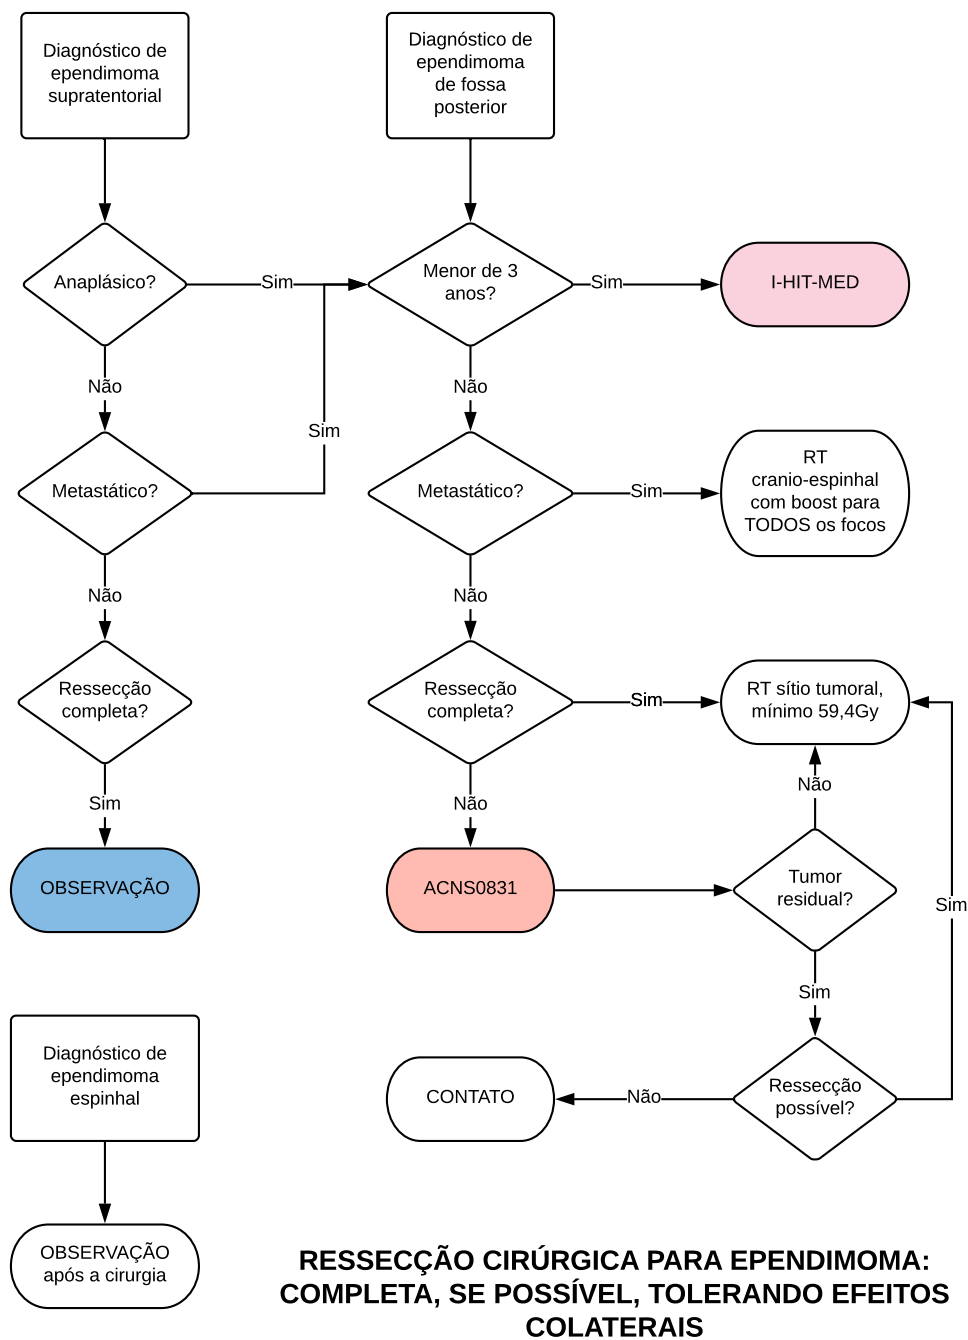 Diagnóstico de
ependimoma
supratentorial
Diagnóstico de
ependimoma
de fossa
posterior
Anaplásico?
Sim
Menor de 3
anos?
Sim
I-HIT-MED
Não
Não
Sim
Metastático?
Metastático?
Sim
RT
cranio-espinhal
com boost para
TODOS os focos
Não
Não
Ressecção
completa?
Ressecção
completa?
Sim
RT sítio tumoral,
mínimo 59,4Gy
Sim
Não
Não
OBSERVAÇÃO
ACNS0831
Tumor
residual?
Sim
Sim
Diagnóstico de
ependimoma
espinhal
CONTATO
Não
Ressecção
possível?
OBSERVAÇÃO
após a cirurgia
RESSECÇÃO CIRÚRGICA PARA EPENDIMOMA:
COMPLETA, SE POSSÍVEL, TOLERANDO EFEITOS
COLATERAIS